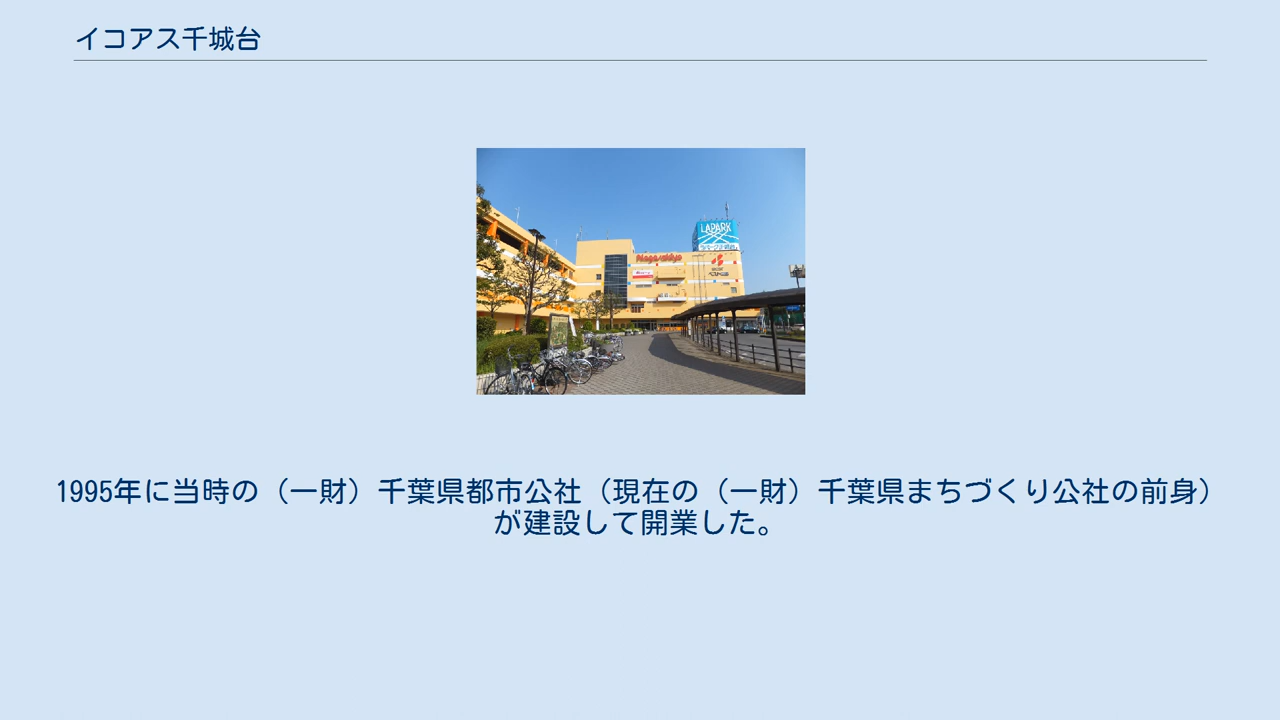 イコアス千城台
LAPARK
Nagasakiya
1995年に当時の（一財）千葉県都市公社（現在の（一財）千葉県まちづくり公社の前身）
が建設して開業した。